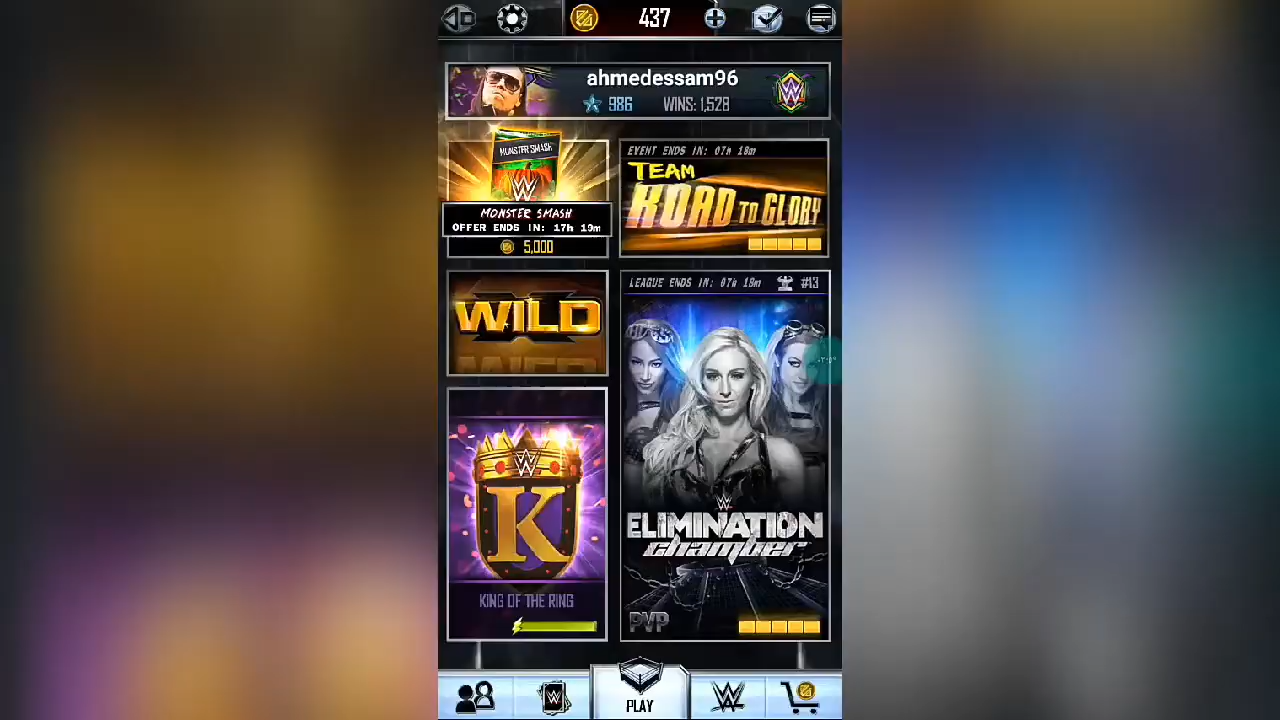 437
ahmedessam96
986 WINS: 1,528
MONSTER SMASH
MONSTER SMASH
OFFER ENDS IN: 17h 19m
5,000
EVENT ENDS IN: 07h 18m
TEAM
ROAD TO GLORY
WILD
K
KING OF THE RING
LEAGUE ENDS IN: 07h 19m #13
ELIMINATION
chamber
PVP
PLAY